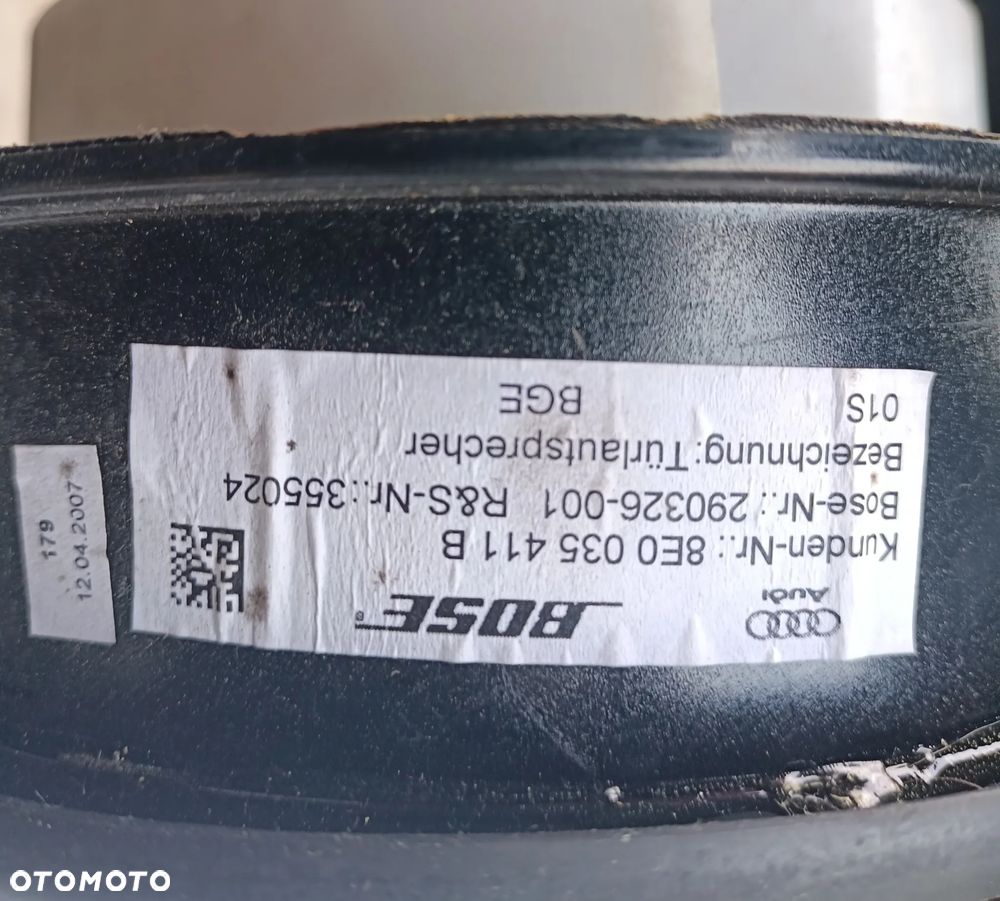 Audi
BOSE®
Kunden-Nr.: 8E0 035 411 B
Bose-Nr.: 290326-001 R&S-Nr.:355024
Bezeichnung:Türlautsprecher
01S BGE
179
12.04.2007
OTOMOTO